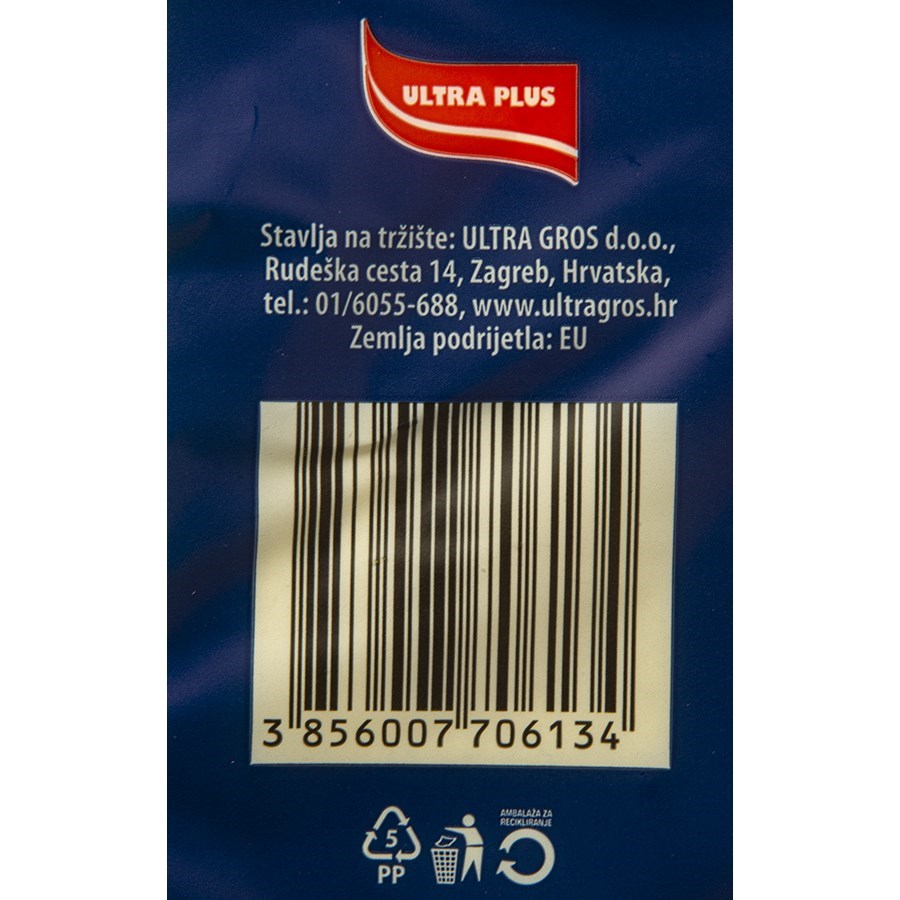 ULTRA PLUS
Stavlja na tržište: ULTRA GROS d.o.o.,
Rudeška cesta 14, Zagreb, Hrvatska,
tel.: 01/6055-688, www.ultragros.hr
Zemlja podrijetla: EU
3 856007 706134
AMBALAŽA ZA
RECIKLIRANJE
5
PP